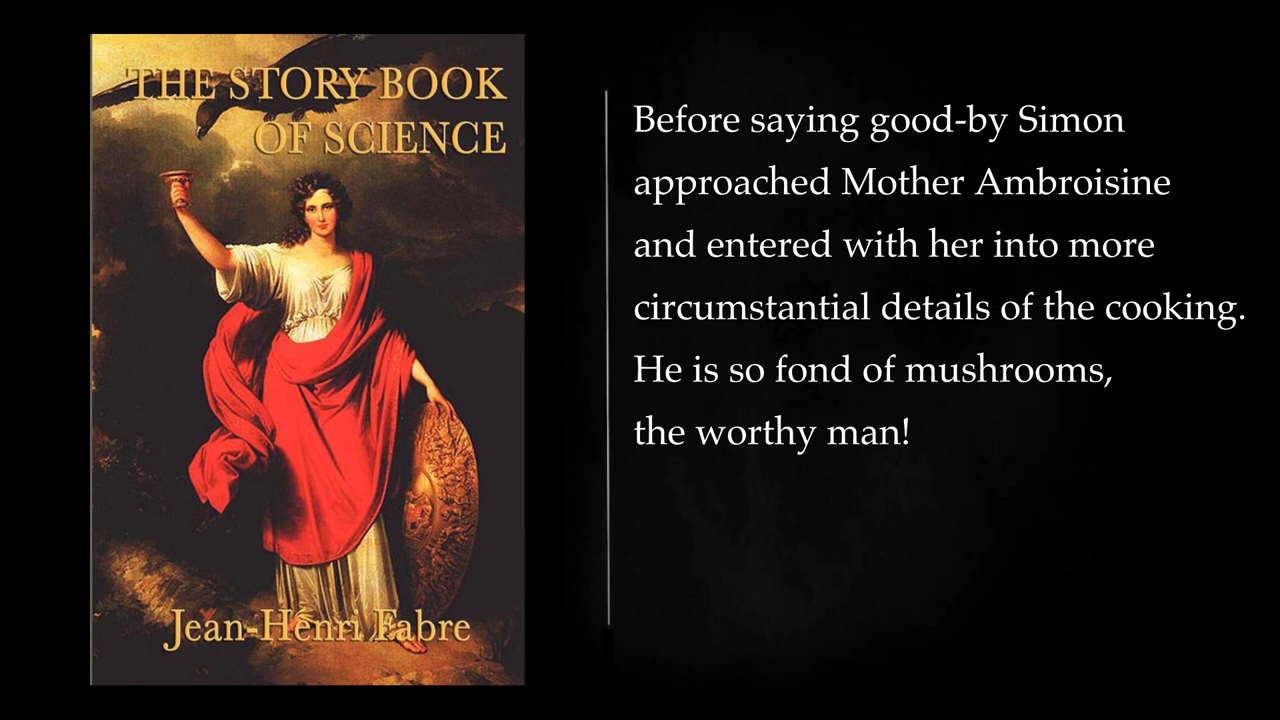 THE STORY BOOK
OF SCIENCE
Jean-Henri Fabre
Before saying good-by Simon
approached Mother Ambroisine
and entered with her into more
circumstantial details of the cooking.
He is so fond of mushrooms,
the worthy man!